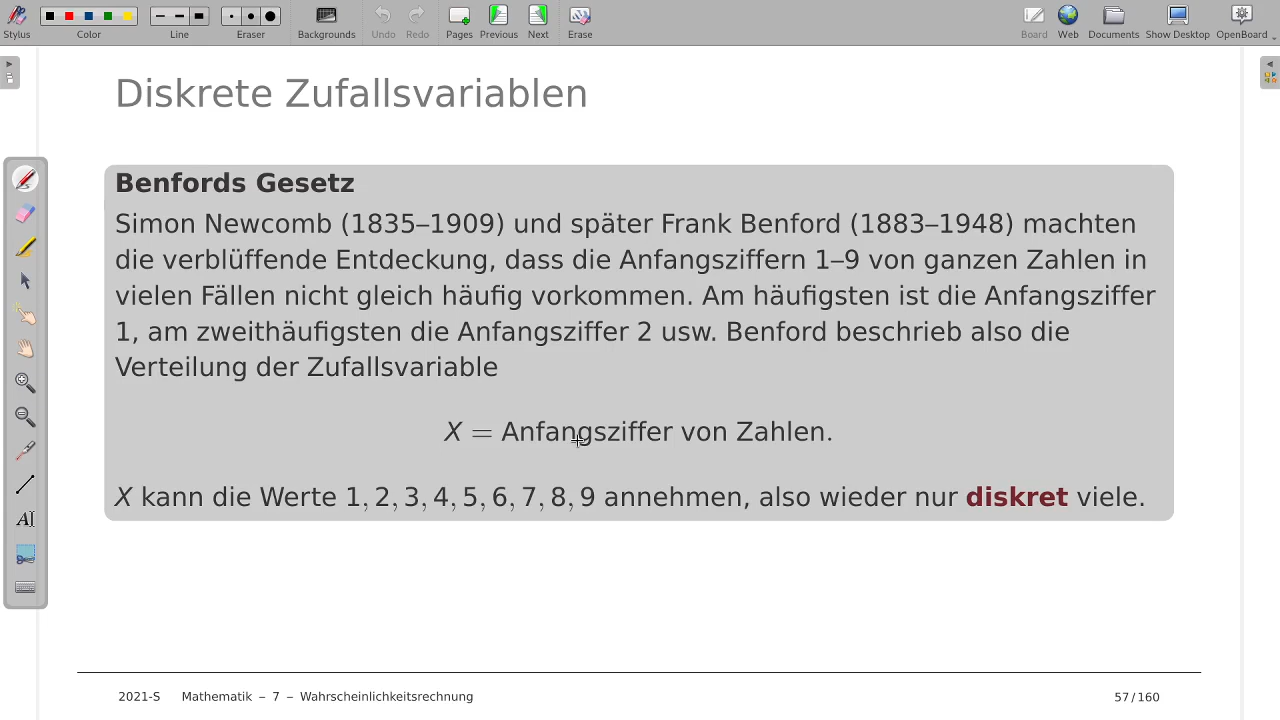 Stylus Color Line Eraser Backgrounds Undo Redo Pages Previous Next Erase Board Web Documents Show Desktop OpenBoard
Diskrete Zufallsvariablen
Benfords Gesetz
Simon Newcomb (1835–1909) und später Frank Benford (1883–1948) machten
die verblüffende Entdeckung, dass die Anfangsziffern 1–9 von ganzen Zahlen in
vielen Fällen nicht gleich häufig vorkommen. Am häufigsten ist die Anfangsziffer
1, am zweithäufigsten die Anfangsziffer 2 usw. Benford beschrieb also die
Verteilung der Zufallsvariable
X = Anfangsziffer von Zahlen.
X kann die Werte 1, 2, 3, 4, 5, 6, 7, 8, 9 annehmen, also wieder nur diskret viele.
AI
2021-S Mathematik – 7 – Wahrscheinlichkeitsrechnung 57/160